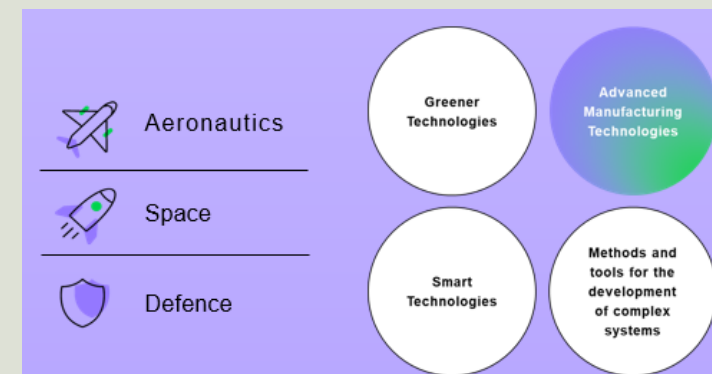 Aeronautics
Space
Defence
Greener
Technologies
Advanced
Manufacturing
Technologies
Smart
Technologies
Methods and
tools for the
development
of complex
systems